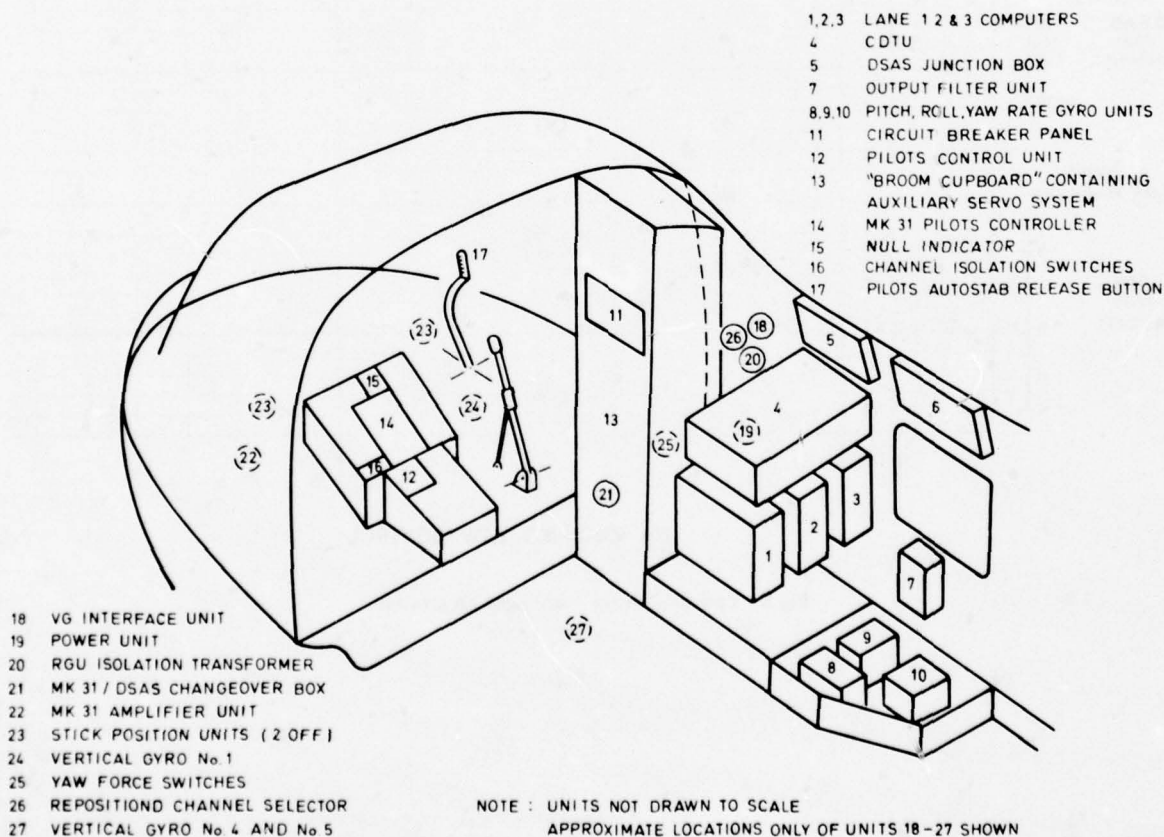 1,2,3 LANE 1 2 & 3 COMPUTERS
4 CDTU
5 DSAS JUNCTION BOX
7 OUTPUT FILTER UNIT
8,9,10 PITCH, ROLL, YAW RATE GYRO UNITS
11 CIRCUIT BREAKER PANEL
12 PILOTS CONTROL UNIT
13 "BROOM CUPBOARD" CONTAINING
AUXILIARY SERVO SYSTEM
14 MK 31 PILOTS CONTROLLER
15 NULL INDICATOR
16 CHANNEL ISOLATION SWITCHES
17 PILOTS AUTOSTAB RELEASE BUTTON
17
23
11
26
18
20
5
6
15
23
14
24
13
25
19
4
22
16
12
21
1
2
3
7
27
9
8
10
18 VG INTERFACE UNIT
19 POWER UNIT
20 RGU ISOLATION TRANSFORMER
21 MK 31 / DSAS CHANGEOVER BOX
22 MK 31 AMPLIFIER UNIT
23 STICK POSITION UNITS (2 OFF)
24 VERTICAL GYRO No. 1
25 YAW FORCE SWITCHES
26 REPOSITIOND CHANNEL SELECTOR
27 VERTICAL GYRO No. 4 AND No 5
NOTE : UNITS NOT DRAWN TO SCALE
APPROXIMATE LOCATIONS ONLY OF UNITS 18-27 SHOWN